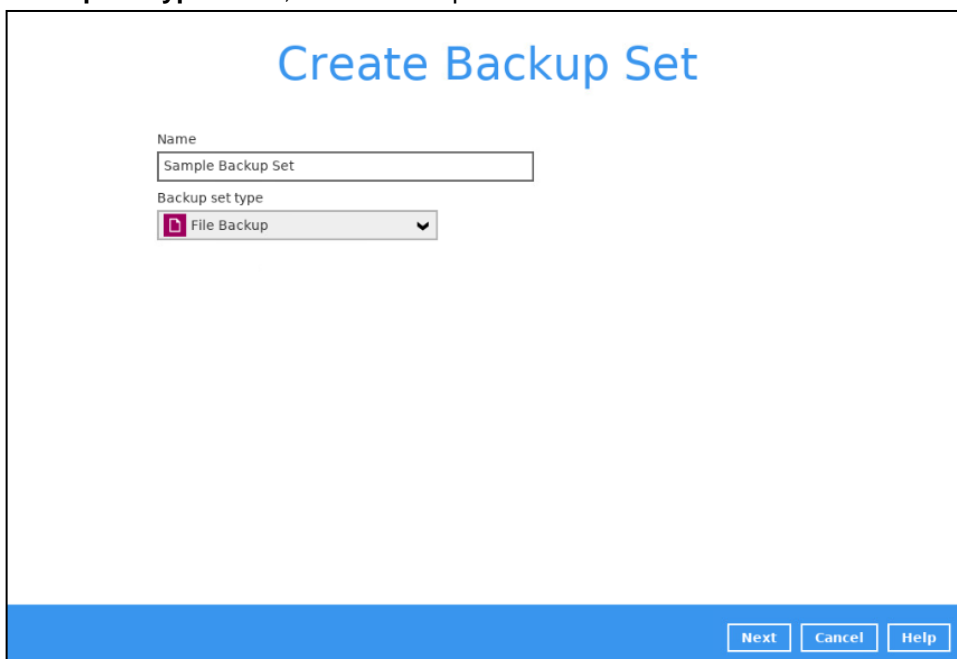 Create Backup Set
Name
Sample Backup Set
Backup set type
File Backup
Next Cancel Help